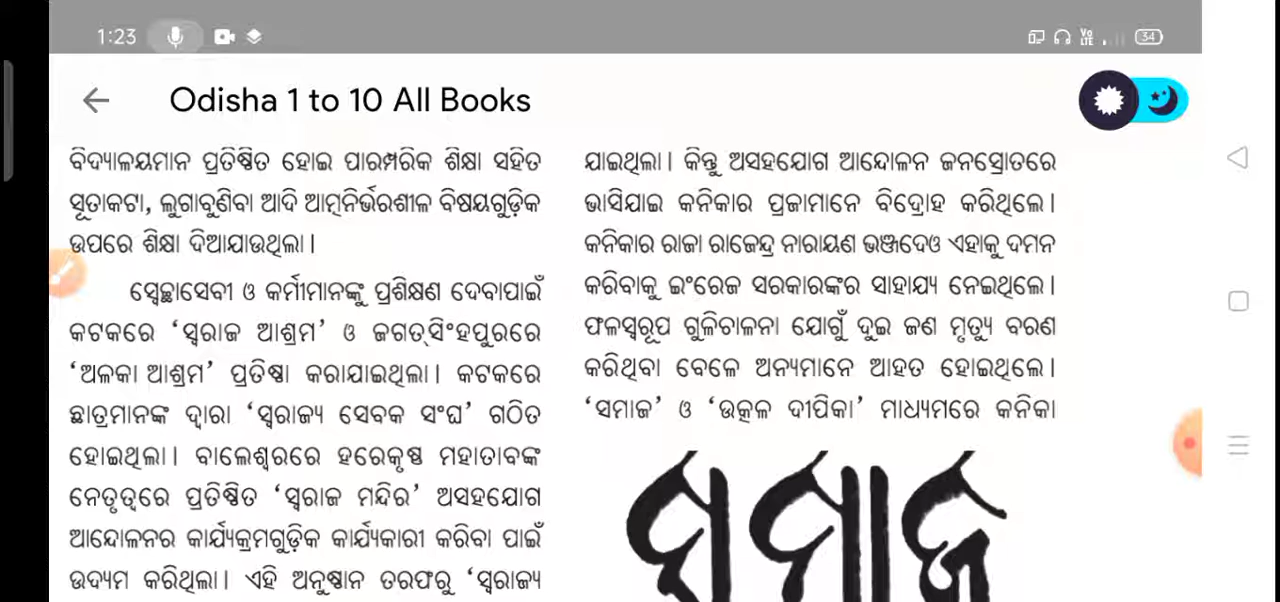 1:23
Vo LTE
34
Odisha 1 to 10 All Books
ବିଦ୍ୟାଳୟମାନ ପ୍ରତିଷ୍ଠିତ ହୋଇ ପାରମ୍ପରିକ ଶିକ୍ଷା ସହିତ
ସୂତାକଟା, ଲୁଗାବୁଣିବା ଆଦି ଆତ୍ମନିର୍ଭରଶୀଳ ବିଷୟଗୁଡ଼ିକ
ଉପରେ ଶିକ୍ଷା ଦିଆଯାଉଥିଲା।
ସ୍ୱେଚ୍ଛାସେବୀ ଓ କର୍ମୀମାନଙ୍କୁ ପ୍ରଶିକ୍ଷଣ ଦେବାପାଇଁ
କଟକରେ ‘ସ୍ୱରାଜ ଆଶ୍ରମ’ ଓ ଜଗତ୍‌ସିଂହପୁରରେ
‘ଅଳକା ଆଶ୍ରମ’ ପ୍ରତିଷ୍ଠା କରାଯାଇଥିଲା। କଟକରେ
ଛାତ୍ରମାନଙ୍କ ଦ୍ୱାରା ‘ସ୍ୱରାଜ୍ୟ ସେବକ ସଂଘ’ ଗଠିତ
ହୋଇଥିଲା। ବାଲେଶ୍ୱରରେ ହରେକୃଷ୍ଣ ମହାତାବଙ୍କ
ନେତୃତ୍ୱରେ ପ୍ରତିଷ୍ଠିତ ‘ସ୍ୱରାଜ ମନ୍ଦିର’ ଅସହଯୋଗ
ଆନ୍ଦୋଳନର କାର୍ଯ୍ୟକ୍ରମଗୁଡ଼ିକ କାର୍ଯ୍ୟକାରୀ କରିବା ପାଇଁ
ଉଦ୍ୟମ କରିଥିଲା। ଏହି ଅନୁଷ୍ଠାନ ତରଫରୁ ‘ସ୍ୱରାଜ୍ୟ
ଯାଇଥିଲା। କିନ୍ତୁ ଅସହଯୋଗ ଆନ୍ଦୋଳନ ଜନସ୍ରୋତରେ
ଭାସିଯାଇ କନିକାର ପ୍ରଜାମାନେ ବିଦ୍ରୋହ କରିଥିଲେ।
କନିକାର ରାଜା ରାଜେନ୍ଦ୍ର ନାରାୟଣ ଭଞ୍ଜଦେଓ ଏହାକୁ ଦମନ
କରିବାକୁ ଇଂରେଜ ସରକାରଙ୍କର ସାହାଯ୍ୟ ନେଇଥିଲେ।
ଫଳସ୍ୱରୂପ ଗୁଳିଚାଳନା ଯୋଗୁଁ ଦୁଇ ଜଣ ମୃତ୍ୟୁ ବରଣ
କରିଥିବା ବେଳେ ଅନ୍ୟମାନେ ଆହତ ହୋଇଥିଲେ।
‘ସମାଜ’ ଓ ‘ଉତ୍କଳ ଦୀପିକା’ ମାଧ୍ୟମରେ କନିକା
ସମାଜ